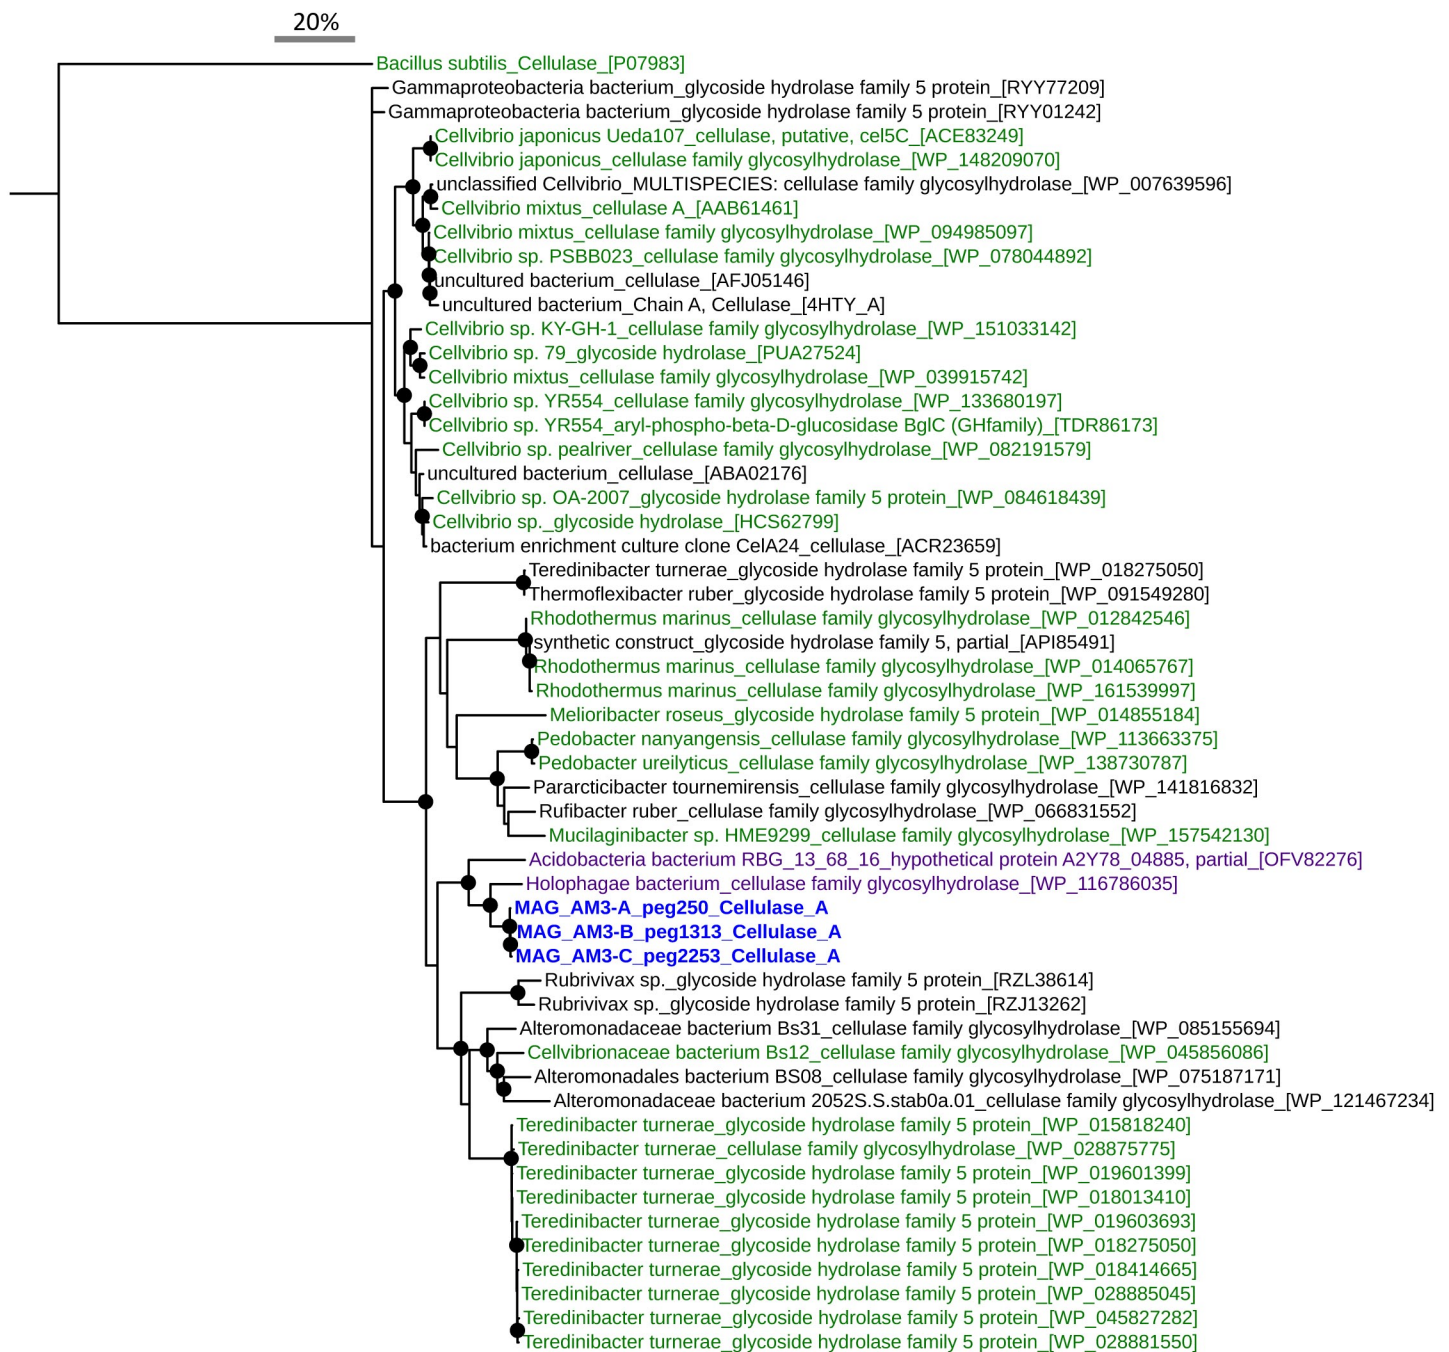 20%
Bacillus subtilis_Cellulase_[P07983]
Gammaproteobacteria bacterium_glycoside hydrolase family 5 protein_[RYY77209]
Gammaproteobacteria bacterium_glycoside hydrolase family 5 protein_[RYY01242]
Cellvibrio japonicus Ueda107_cellulase, putative, cel5C_[ACE83249]
Cellvibrio japonicus_cellulase family glycosylhydrolase_[WP_148209070]
unclassified Cellvibrio_MULTISPECIES: cellulase family glycosylhydrolase_[WP_007639596]
Cellvibrio mixtus_cellulase A_[AAB61461]
Cellvibrio mixtus_cellulase family glycosylhydrolase_[WP_094985097]
Cellvibrio sp. PSBB023_cellulase family glycosylhydrolase_[WP_078044892]
uncultured bacterium_cellulase_[AFJ05146]
uncultured bacterium_Chain A, Cellulase_[4HTY_A]
Cellvibrio sp. KY-GH-1_cellulase family glycosylhydrolase_[WP_151033142]
Cellvibrio sp. 79_glycoside hydrolase_[PUA27524]
Cellvibrio mixtus_cellulase family glycosylhydrolase_[WP_039915742]
Cellvibrio sp. YR554_cellulase family glycosylhydrolase_[WP_133680197]
Cellvibrio sp. YR554_aryl-phospho-beta-D-glucosidase BglC (GHfamily)_[TDR86173]
Cellvibrio sp. pealriver_cellulase family glycosylhydrolase_[WP_082191579]
uncultured bacterium_cellulase_[ABA02176]
Cellvibrio sp. OA-2007_glycoside hydrolase family 5 protein_[WP_084618439]
Cellvibrio sp._glycoside hydrolase_[HCS62799]
bacterium enrichment culture clone CelA24_cellulase_[ACR23659]
Teredinibacter turnerae_glycoside hydrolase family 5 protein_[WP_018275050]
Thermoflexibacter ruber_glycoside hydrolase family 5 protein_[WP_091549280]
Rhodothermus marinus_cellulase family glycosylhydrolase_[WP_012842546]
synthetic construct_glycoside hydrolase family 5, partial_[API85491]
Rhodothermus marinus_cellulase family glycosylhydrolase_[WP_014065767]
Rhodothermus marinus_cellulase family glycosylhydrolase_[WP_161539997]
Melioribacter roseus_glycoside hydrolase family 5 protein_[WP_014855184]
Pedobacter nanyangensis_cellulase family glycosylhydrolase_[WP_113663375]
Pedobacter ureilyticus_cellulase family glycosylhydrolase_[WP_138730787]
Pararcticibacter tournemirensis_cellulase family glycosylhydrolase_[WP_141816832]
Rufibacter ruber_cellulase family glycosylhydrolase_[WP_066831552]
Mucilaginibacter sp. HME9299_cellulase family glycosylhydrolase_[WP_157542130]
Acidobacteria bacterium RBG_13_68_16_hypothetical protein A2Y78_04885, partial_[OFV82276]
Holophagae bacterium_cellulase family glycosylhydrolase_[WP_116786035]
MAG_AM3-A_peg250_Cellulase_A
MAG_AM3-B_peg1313_Cellulase_A
MAG_AM3-C_peg2253_Cellulase_A
Rubrivivax sp._glycoside hydrolase family 5 protein_[RZL38614]
Rubrivivax sp._glycoside hydrolase family 5 protein_[RZJ13262]
Alteromonadaceae bacterium Bs31_cellulase family glycosylhydrolase_[WP_085155694]
Cellvibrionaceae bacterium Bs12_cellulase family glycosylhydrolase_[WP_045856086]
Alteromonadales bacterium BS08_cellulase family glycosylhydrolase_[WP_075187171]
Alteromonadaceae bacterium 2052S.S.stab0a.01_cellulase family glycosylhydrolase_[WP_121467234]
Teredinibacter turnerae_glycoside hydrolase family 5 protein_[WP_015818240]
Teredinibacter turnerae_cellulase family glycosylhydrolase_[WP_028875775]
Teredinibacter turnerae_glycoside hydrolase family 5 protein_[WP_019601399]
Teredinibacter turnerae_glycoside hydrolase family 5 protein_[WP_018013410]
Teredinibacter turnerae_glycoside hydrolase family 5 protein_[WP_019603693]
Teredinibacter turnerae_glycoside hydrolase family 5 protein_[WP_018275050]
Teredinibacter turnerae_glycoside hydrolase family 5 protein_[WP_018414665]
Teredinibacter turnerae_glycoside hydrolase family 5 protein_[WP_028885045]
Teredinibacter turnerae_glycoside hydrolase family 5 protein_[WP_045827282]
Teredinibacter turnerae_glycoside hydrolase family 5 protein_[WP_028881550]